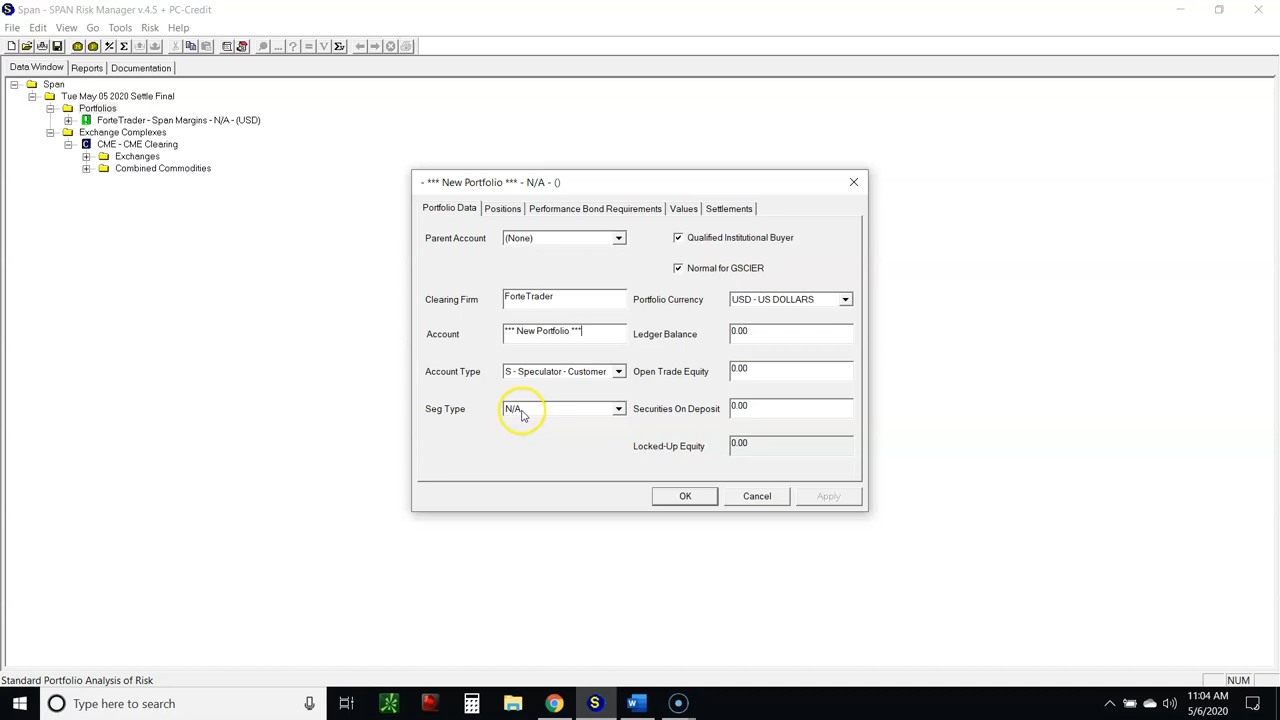 Span - SPAN Risk Manager v.4.5 + PC-Credit
File Edit View Go Tools Risk Help
Data Window Reports Documentation
Span
Tue May 05 2020 Settle Final
Portfolios
ForteTrader - Span Margins - N/A - (USD)
Exchange Complexes
CME - CME Clearing
Exchanges
Combined Commodities
- *** New Portfolio *** - N/A - ()
Portfolio Data Positions Performance Bond Requirements Values Settlements
Parent Account (None) Qualified Institutional Buyer
Normal for GSCIER
Clearing Firm ForteTrader Portfolio Currency USD - US DOLLARS
Account *** New Portfolio *** Ledger Balance 0.00
Account Type S - Speculator - Customer Open Trade Equity 0.00
Seg Type N/A Securities On Deposit 0.00
Locked-Up Equity 0.00
OK Cancel Apply
Standard Portfolio Analysis of Risk NUM
Type here to search
11:04 AM
5/6/2020